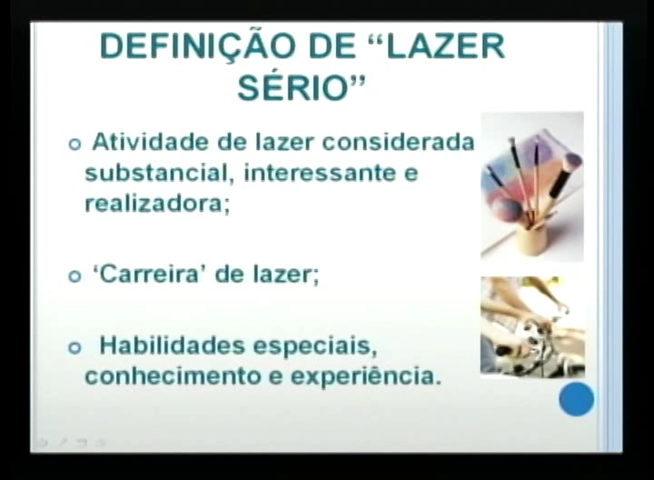 DEFINIÇÃO DE “LAZER
SÉRIO”
Atividade de lazer considerada
substancial, interessante e
realizadora;
‘Carreira’ de lazer;
Habilidades especiais,
conhecimento e experiência.